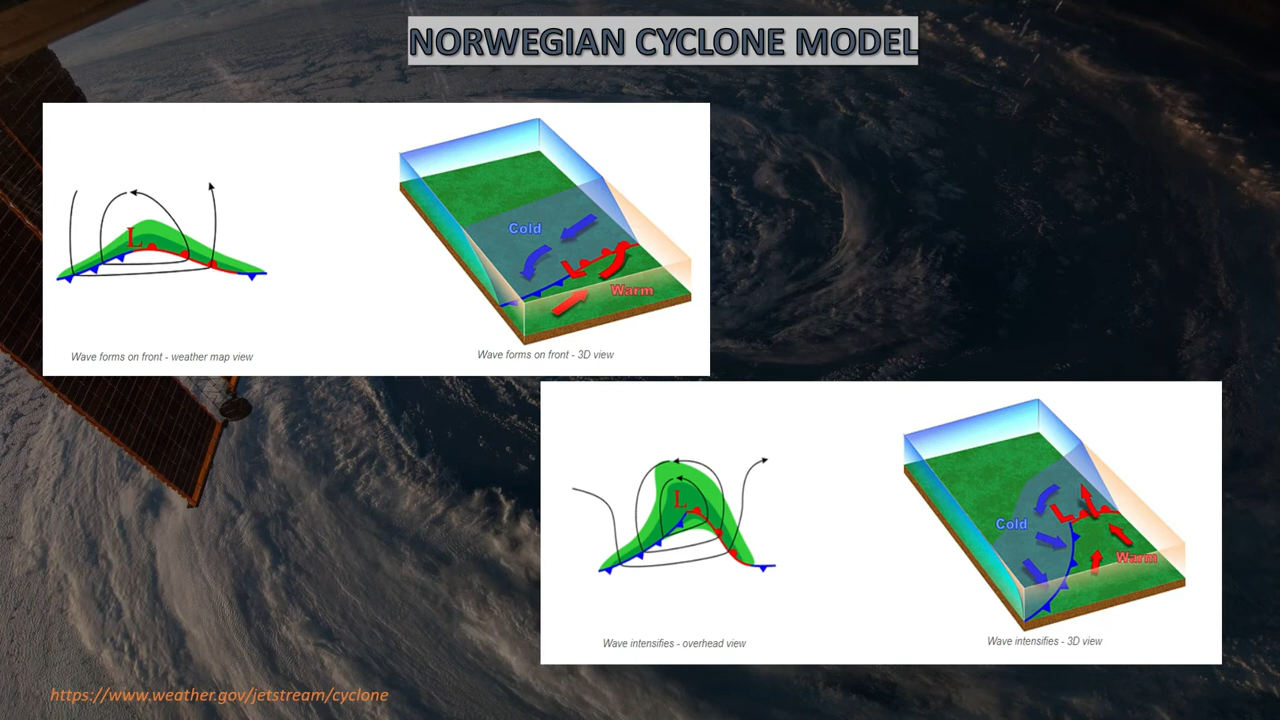 NORWEGIAN CYCLONE MODEL
L
Cold
L
Warm
Wave forms on front - weather map view
Wave forms on front - 3D view
L
Cold
L
Warm
Wave intensifies - overhead view
Wave intensifies - 3D view
https://www.weather.gov/jetstream/cyclone